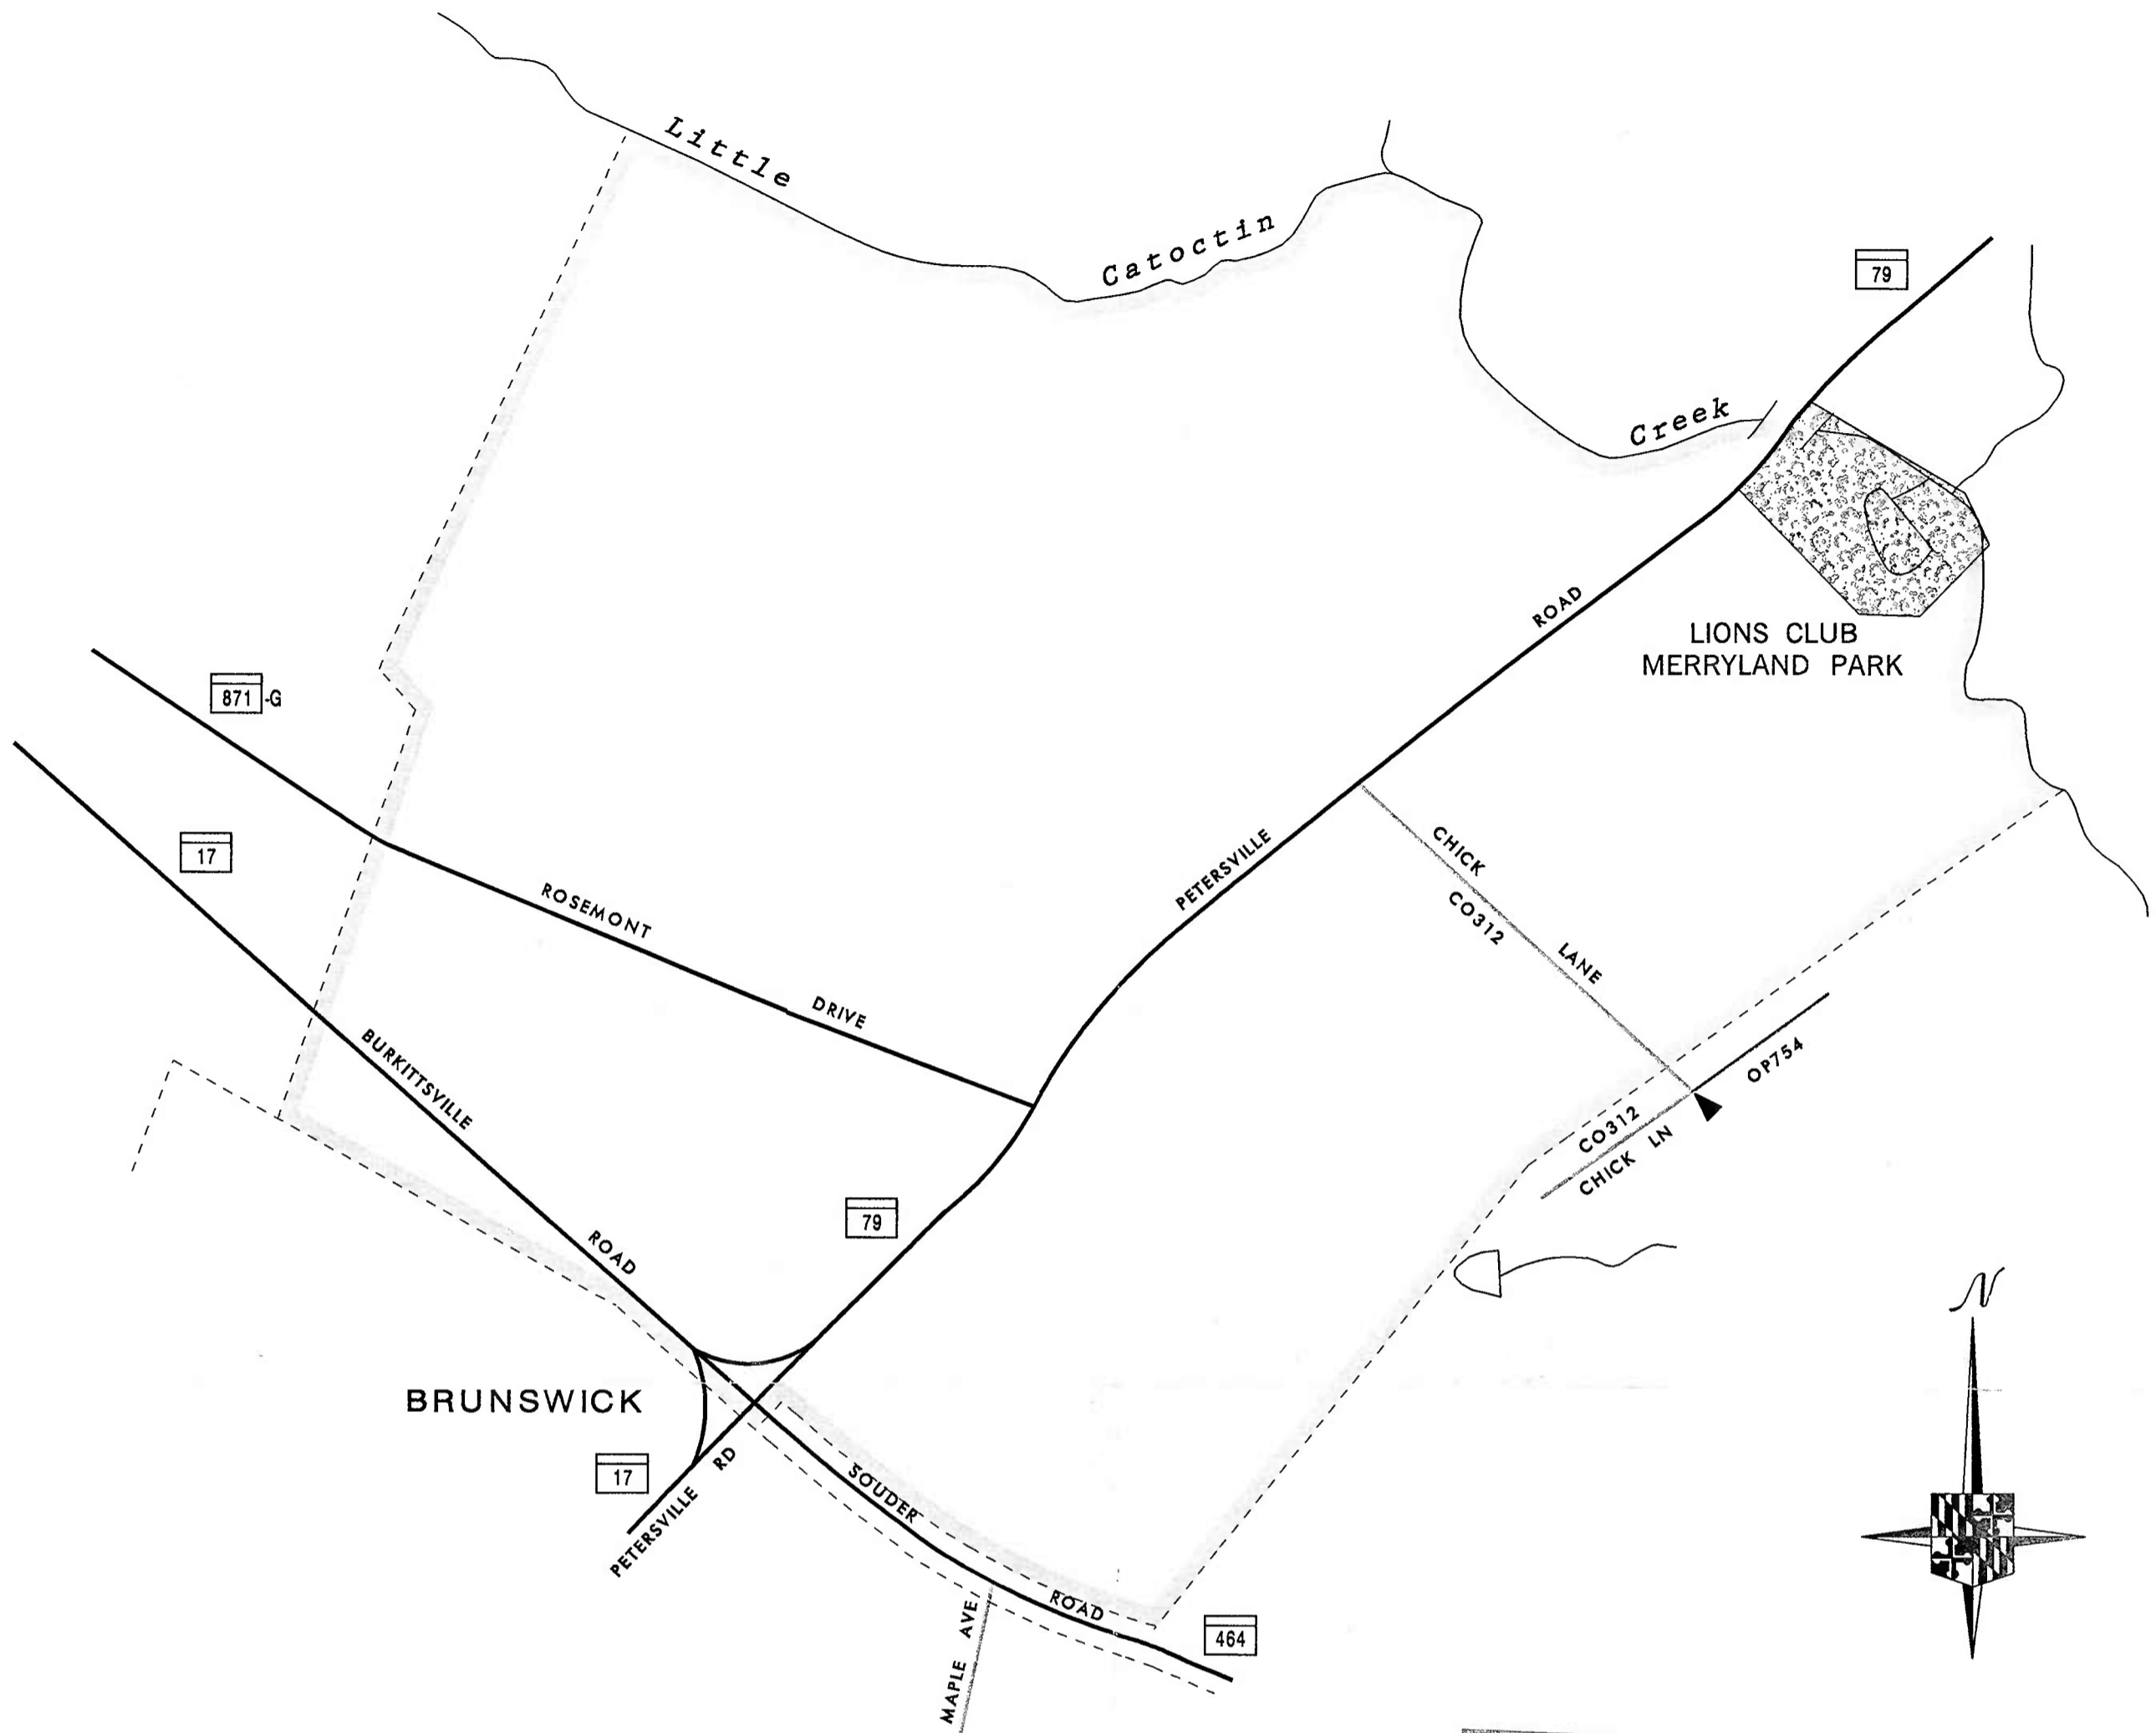 Little
Catoctin
Creek
79
LIONS CLUB
MERRYLAND PARK
871 -G
17
ROSEMONT DRIVE
PETERSVILLE ROAD
CHICK LANE
CO312
OP754
CO312
CHICK LN
BURKITTSVILLE ROAD
79
BRUNSWICK
17
PETERSVILLE RD
SOUDER ROAD
MAPLE AVE
464
N